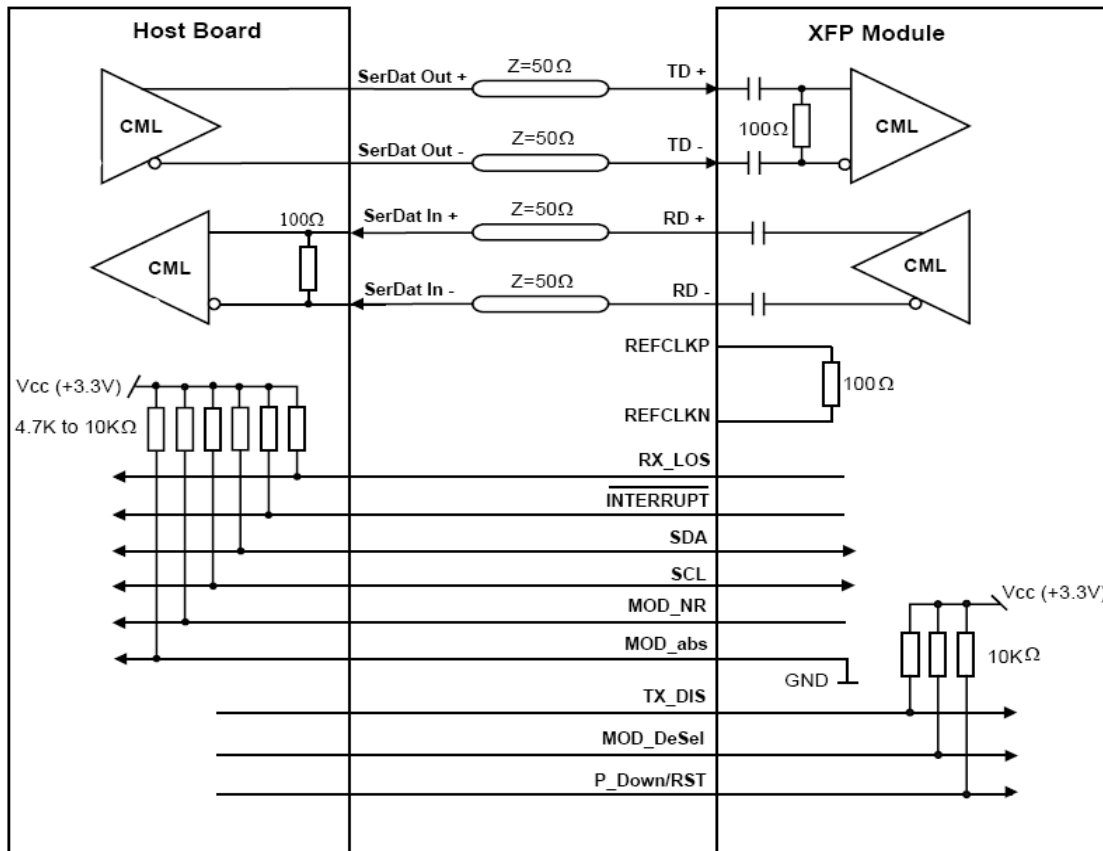 Host Board
XFP Module
SerDat Out +
Z=50Ω
TD +
CML
100Ω
CML
SerDat Out -
Z=50Ω
TD -
100Ω
SerDat In +
Z=50Ω
RD +
CML
CML
SerDat In -
Z=50Ω
RD -
REFCLKP
100Ω
REFCLKN
Vcc (+3.3V)
4.7K to 10KΩ
RX_LOS
INTERRUPT
SDA
SCL
MOD_NR
Vcc (+3.3V)
MOD_abs
10KΩ
GND
TX_DIS
MOD_DeSel
P_Down/RST